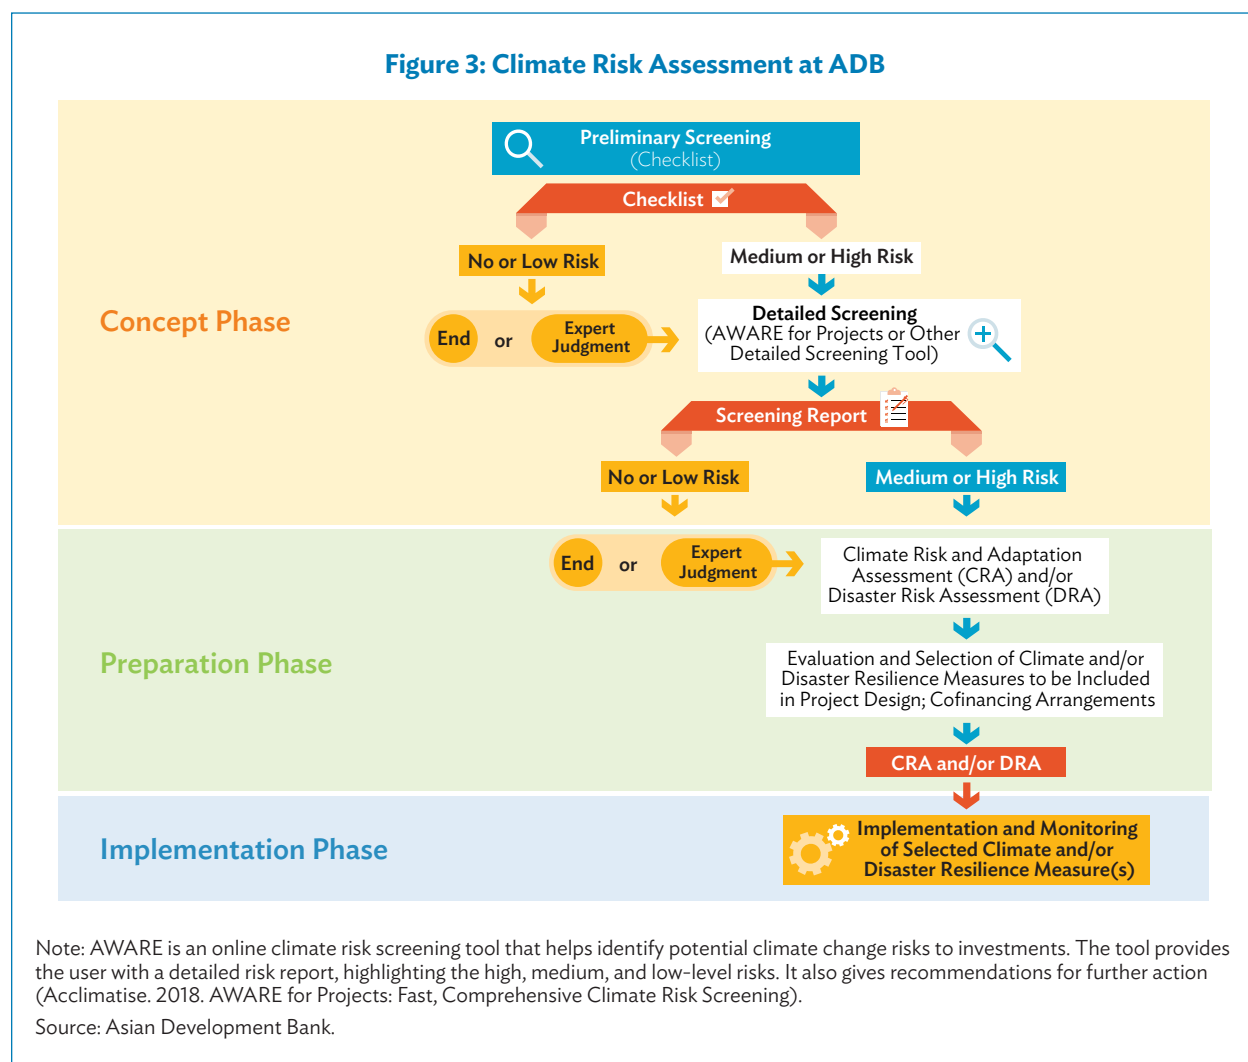 Figure 3: Climate Risk Assessment at ADB
Preliminary Screening
(Checklist)
Checklist
No or Low Risk
Medium or High Risk
Concept Phase
End
or
Expert
Judgment
Detailed Screening
(AWARE for Projects or Other
Detailed Screening Tool)
Screening Report
No or Low Risk
Medium or High Risk
Preparation Phase
End
or
Expert
Judgment
Climate Risk and Adaptation
Assessment (CRA) and/or
Disaster Risk Assessment (DRA)
Evaluation and Selection of Climate and/or
Disaster Resilience Measures to be Included
in Project Design; Cofinancing Arrangements
CRA and/or DRA
Implementation Phase
Implementation and Monitoring
of Selected Climate and/or
Disaster Resilience Measure(s)
Note: AWARE is an online climate risk screening tool that helps identify potential climate change risks to investments. The tool provides
the user with a detailed risk report, highlighting the high, medium, and low-level risks. It also gives recommendations for further action
(Acclimatise. 2018. AWARE for Projects: Fast, Comprehensive Climate Risk Screening).
Source: Asian Development Bank.